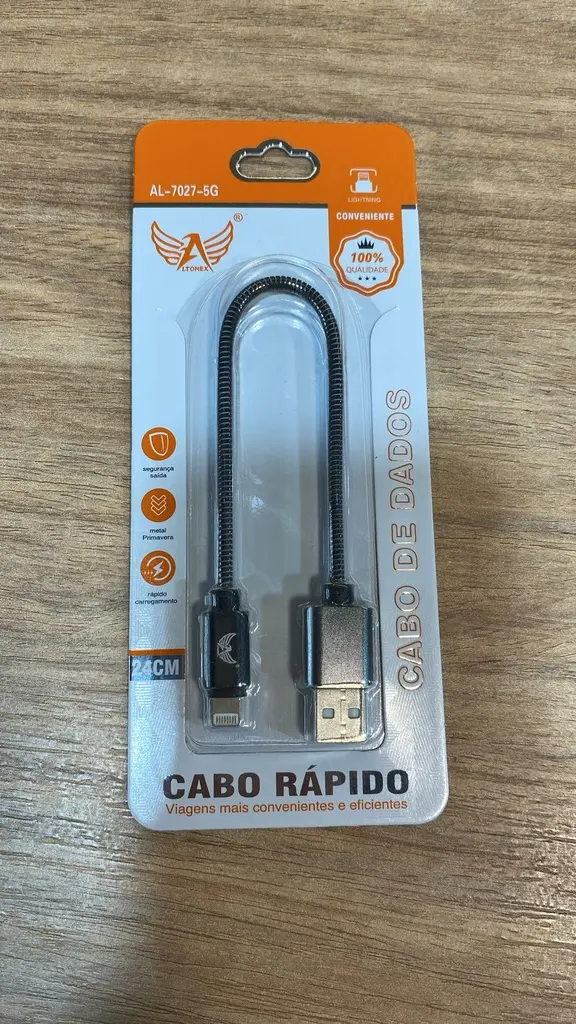 AL-7027-5G
LIGHTNING
CONVENIENTE
100%
QUALIDADE
®
ALTONEX
segurança
saída
metal
Primavera
rápido
carregamento
24CM
CABO DE DADOS
CABO RÁPIDO
Viagens mais convenientes e eficientes